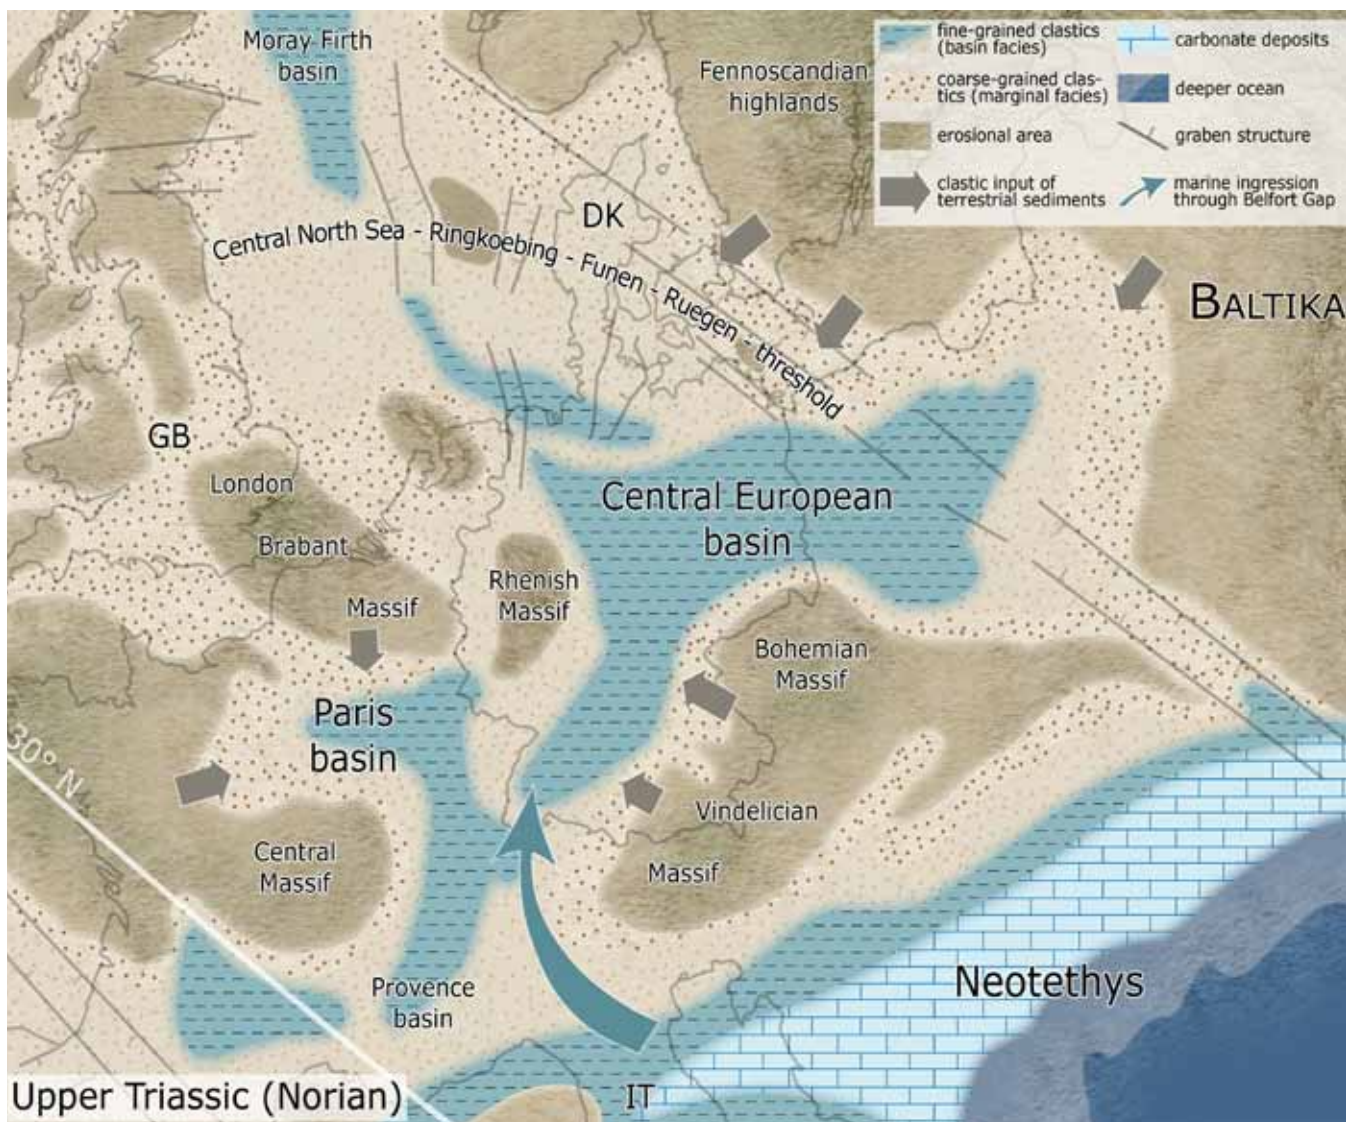 Moray Firth
basin
Fennoscandian
highlands
fine-grained clastics
(basin facies)
carbonate deposits
coarse-grained clas-
tics (marginal facies)
deeper ocean
erosional area
graben structure
clastic input of
terrestrial sediments
marine ingression
through Belfort Gap
DK
Central North Sea - Ringkoebing - Funen - Ruegen - threshold
BALTIKA
GB
London
Brabant
Massif
Central European
basin
Rhenish
Massif
Bohemian
Massif
Paris
basin
30° N
Vindelician
Massif
Central
Massif
Neotethys
Provence
basin
Upper Triassic (Norian)
IT